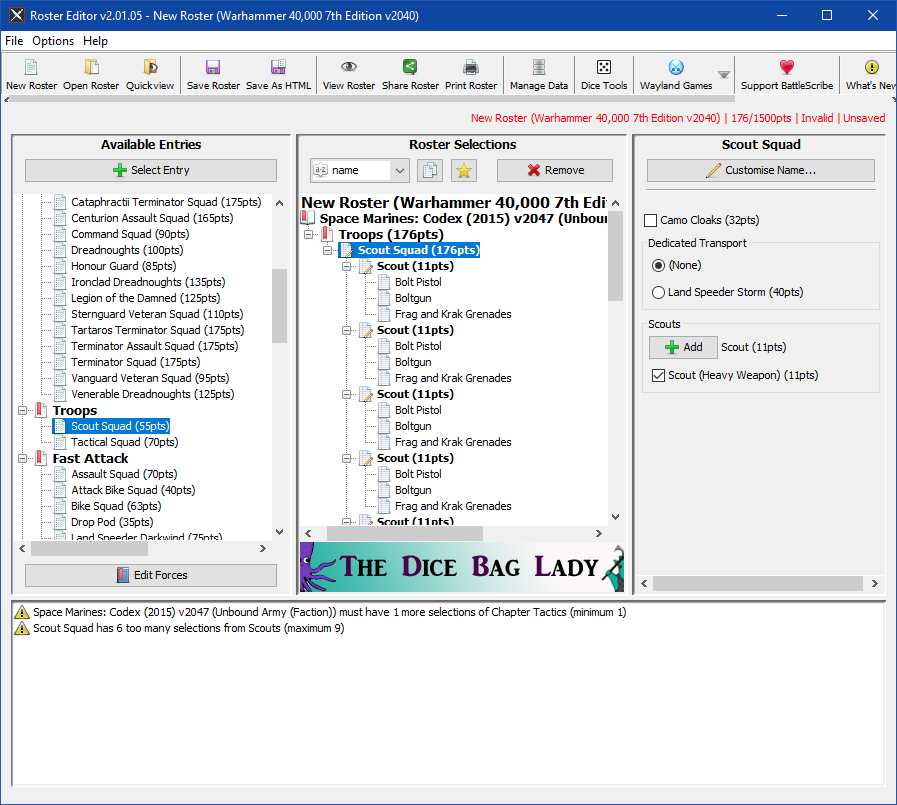 Roster Editor v2.01.05 - New Roster (Warhammer 40,000 7th Edition v2040)
File Options Help
New Roster Open Roster Quickview Save Roster Save As HTML View Roster Share Roster Print Roster Manage Data Dice Tools Wayland Games Support BattleScribe What's New
New Roster (Warhammer 40,000 7th Edition v2040) | 176/1500pts | Invalid | Unsaved
Available Entries
Select Entry
Cataphractii Terminator Squad (175pts)
Centurion Assault Squad (165pts)
Command Squad (90pts)
Dreadnoughts (100pts)
Honour Guard (85pts)
Ironclad Dreadnoughts (135pts)
Legion of the Damned (125pts)
Sternguard Veteran Squad (110pts)
Tartaros Terminator Squad (175pts)
Terminator Assault Squad (175pts)
Terminator Squad (175pts)
Vanguard Veteran Squad (95pts)
Venerable Dreadnoughts (125pts)
Troops
Scout Squad (55pts)
Tactical Squad (70pts)
Fast Attack
Assault Squad (70pts)
Attack Bike Squad (40pts)
Bike Squad (63pts)
Drop Pod (35pts)
Land Speeder Darkwind (75pts)
Edit Forces
Roster Selections
a-z name Remove
New Roster (Warhammer 40,000 7th Edi
Space Marines: Codex (2015) v2047 (Unboun
Troops (176pts)
Scout Squad (176pts)
Scout (11pts)
Bolt Pistol
Boltgun
Frag and Krak Grenades
Scout (11pts)
Bolt Pistol
Boltgun
Frag and Krak Grenades
Scout (11pts)
Bolt Pistol
Boltgun
Frag and Krak Grenades
Scout (11pts)
Bolt Pistol
Boltgun
Frag and Krak Grenades
Scout (11pts)
THE DICE BAG LADY
Scout Squad
Customise Name...
Camo Cloaks (32pts)
Dedicated Transport
(None)
Land Speeder Storm (40pts)
Scouts
Add Scout (11pts)
Scout (Heavy Weapon) (11pts)
Space Marines: Codex (2015) v2047 (Unbound Army (Faction)) must have 1 more selections of Chapter Tactics (minimum 1)
Scout Squad has 6 too many selections from Scouts (maximum 9)